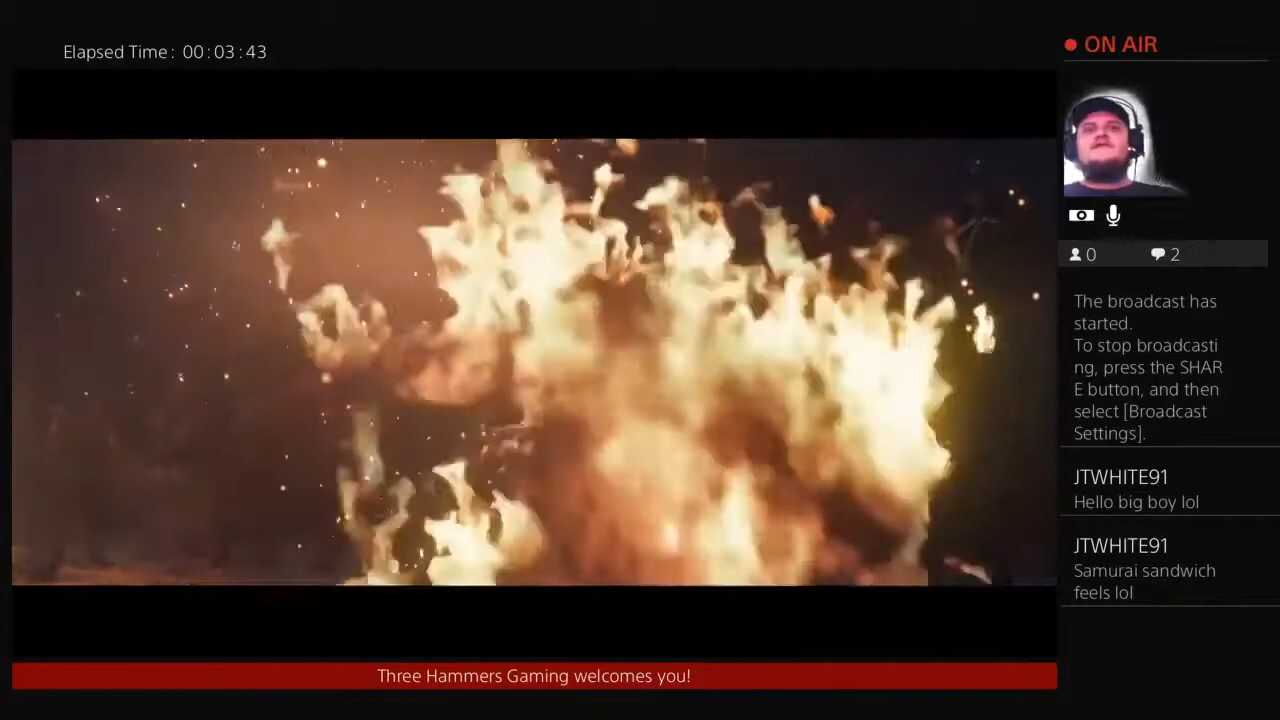 Elapsed Time: 00:03:43
ON AIR
0 2
The broadcast has
started.
To stop broadcasti
ng, press the SHAR
E button, and then
select [Broadcast
Settings].
JTWHITE91
Hello big boy lol
JTWHITE91
Samurai sandwich
feels lol
Three Hammers Gaming welcomes you!